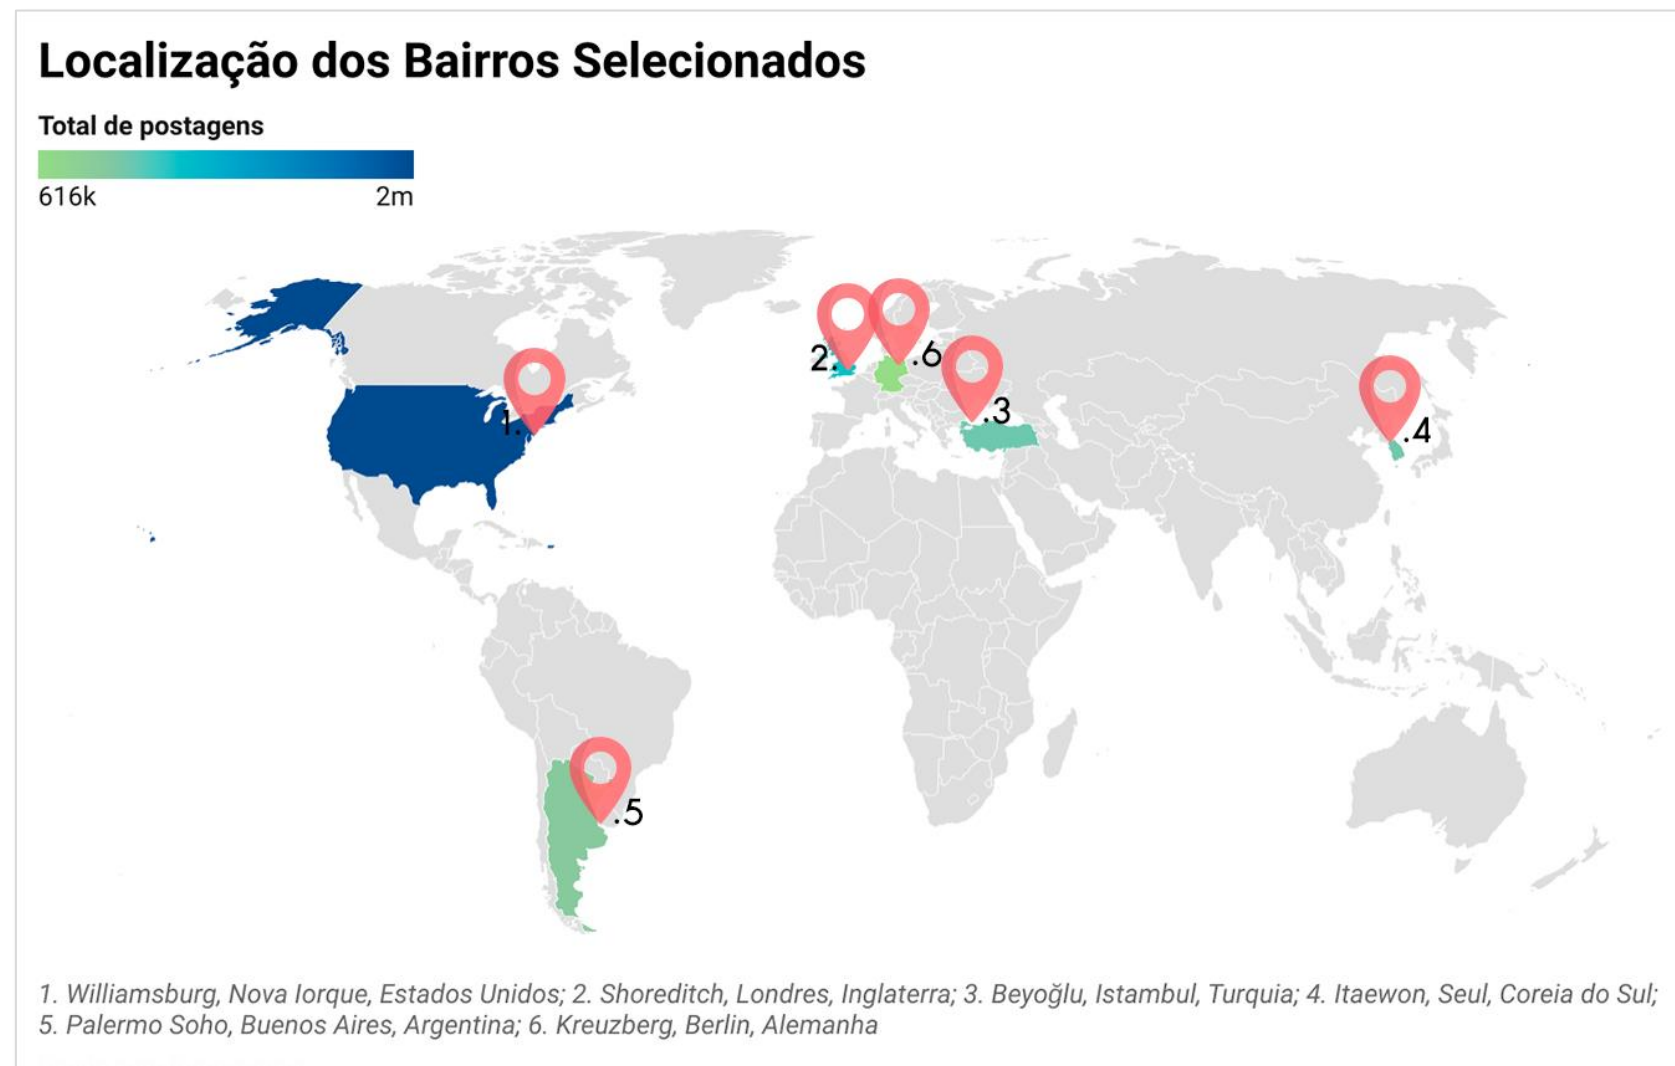 Localização dos Bairros Selecionados
Total de postagens
616k 2m
2.
.6
.3
1.
.4
.5
1. Williamsburg, Nova Iorque, Estados Unidos; 2. Shoreditch, Londres, Inglaterra; 3. Beyoğlu, Istambul, Turquia; 4. Itaewon, Seul, Coreia do Sul;
5. Palermo Soho, Buenos Aires, Argentina; 6. Kreuzberg, Berlin, Alemanha